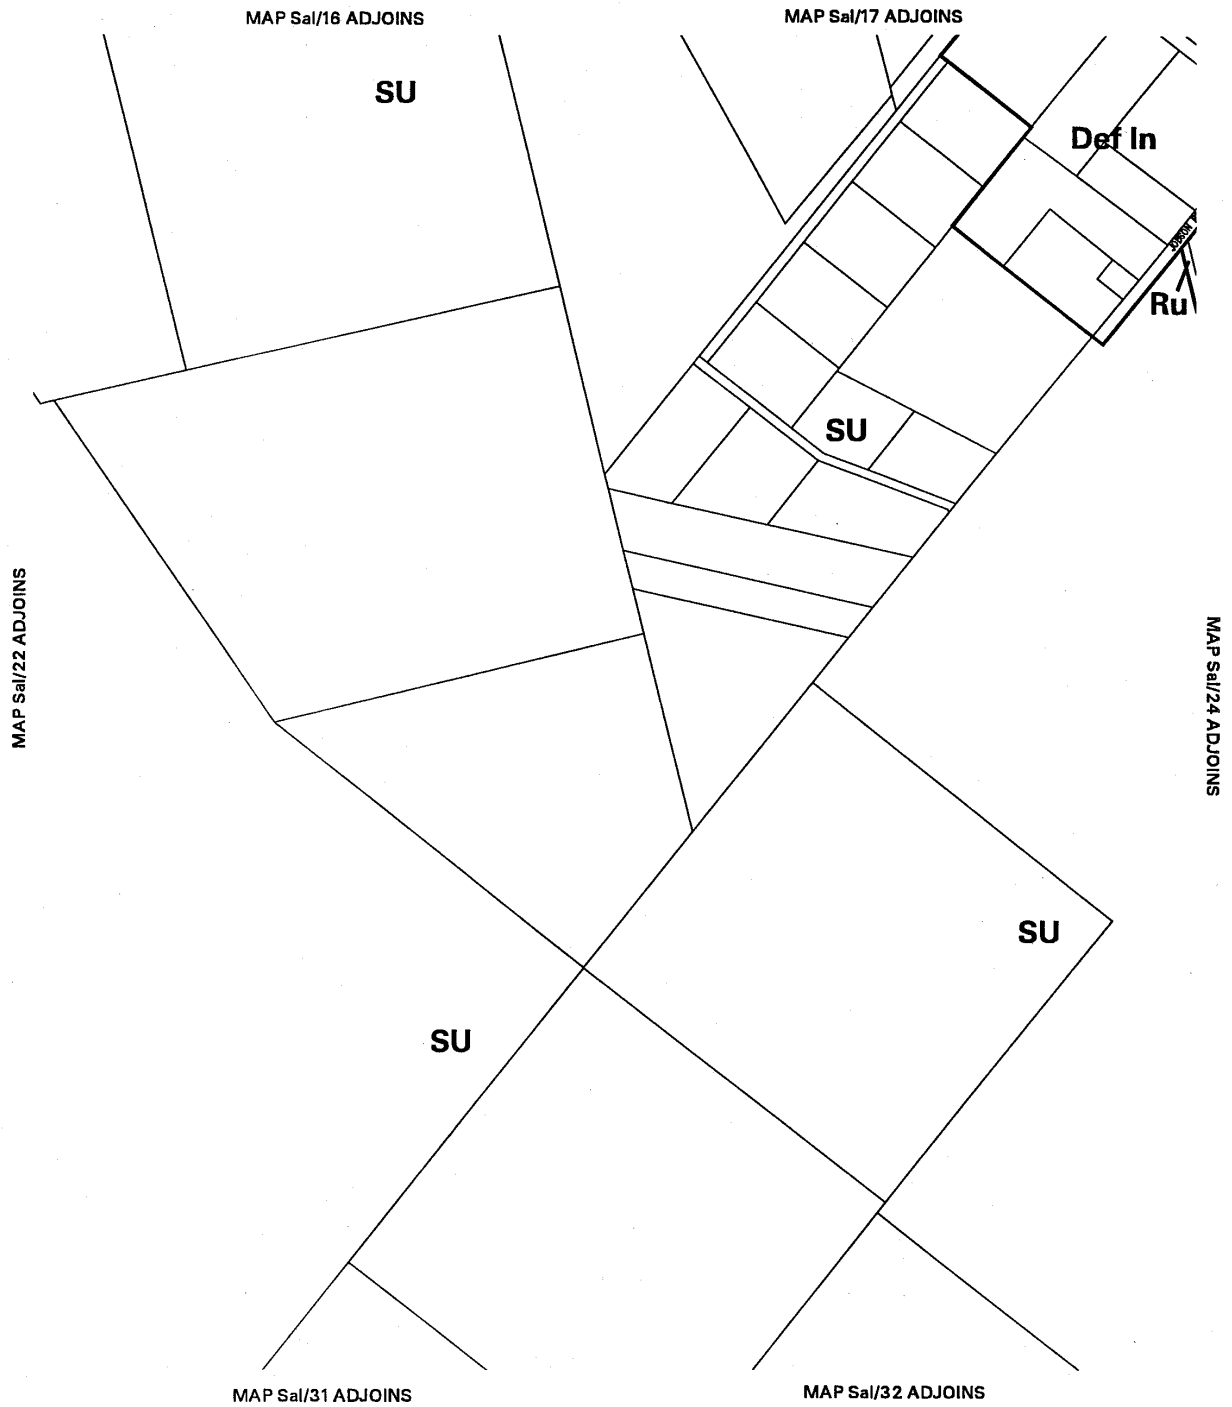 MAP Sal/16 ADJOINS
MAP Sal/17 ADJOINS
SU
Def In
JOBSON
Ru
SU
MAP Sal/22 ADJOINS
MAP Sal/24 ADJOINS
SU
SU
MAP Sal/31 ADJOINS
MAP Sal/32 ADJOINS